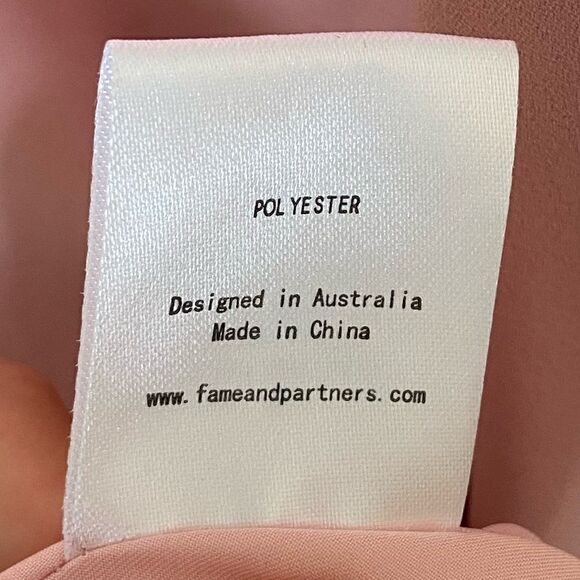 POLYESTER
Designed in Australia
Made in China
www.fameandpartners.com